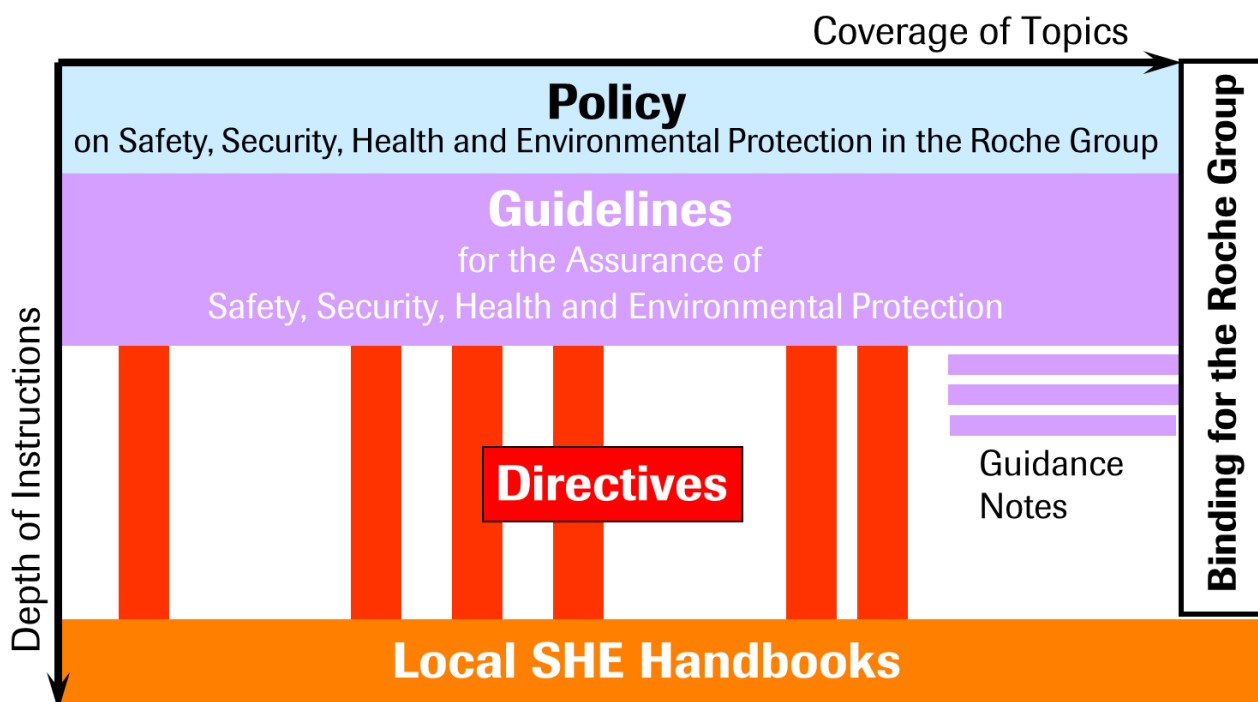 Coverage of Topics
Policy
on Safety, Security, Health and Environmental Protection in the Roche Group
Guidelines
for the Assurance of
Safety, Security, Health and Environmental Protection
Depth of Instructions
Directives
Guidance
Notes
Binding for the Roche Group
Local SHE Handbooks